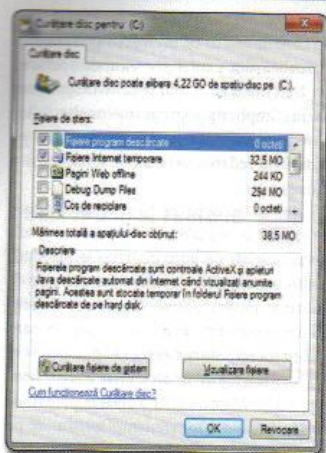 Curățare disc pentru (C:)
Curățare disc
Curățare disc poate elibera 4,22 GO de spațiu-disc pe (C:).
Fișiere de șters:
Fișiere program descărcate 0 octeți
Fișiere Internet temporare 32.5 MO
Pagini Web offline 244 KO
Debug Dump Files 294 MO
Coș de reciclare 0 octeți
Mărimea totală a spațiului-disc obținut: 38,5 MO
Descriere
Fișierele program descărcate sunt controale ActiveX și apleturi
Java descărcate automat din Internet când vizualizați anumite
pagini. Acestea sunt stocate temporar în folderul Fișiere program
descărcate de pe hard disk.
Curățare fișiere de sistem
Vizualizare fișiere
Cum funcționează Curățare disc?
OK
Revocare